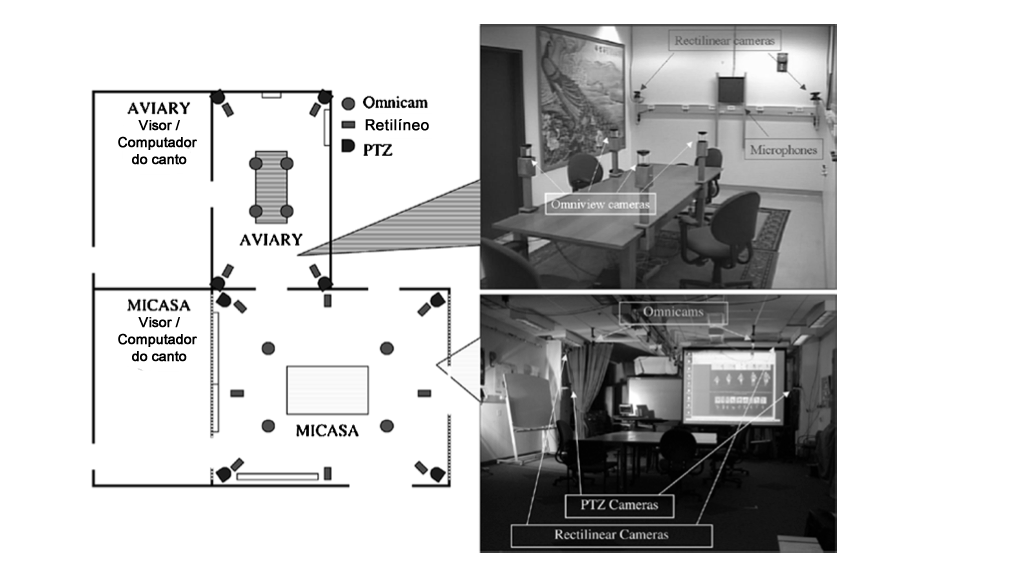 AVIARY
Visor /
Computador
do canto
Omnicam
Retilíneo
PTZ
AVIARY
MICASA
Visor /
Computador
do canto
MICASA
Rectilinear cameras
Microphones
Omniview cameras
Omnicams
PTZ Cameras
Rectilinear Cameras